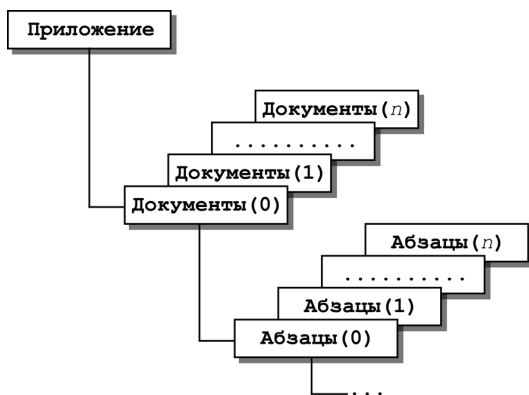 Приложение
Документы(n)
..........
Документы(1)
Документы(0)
Абзацы(n)
..........
Абзацы(1)
Абзацы(0)
...